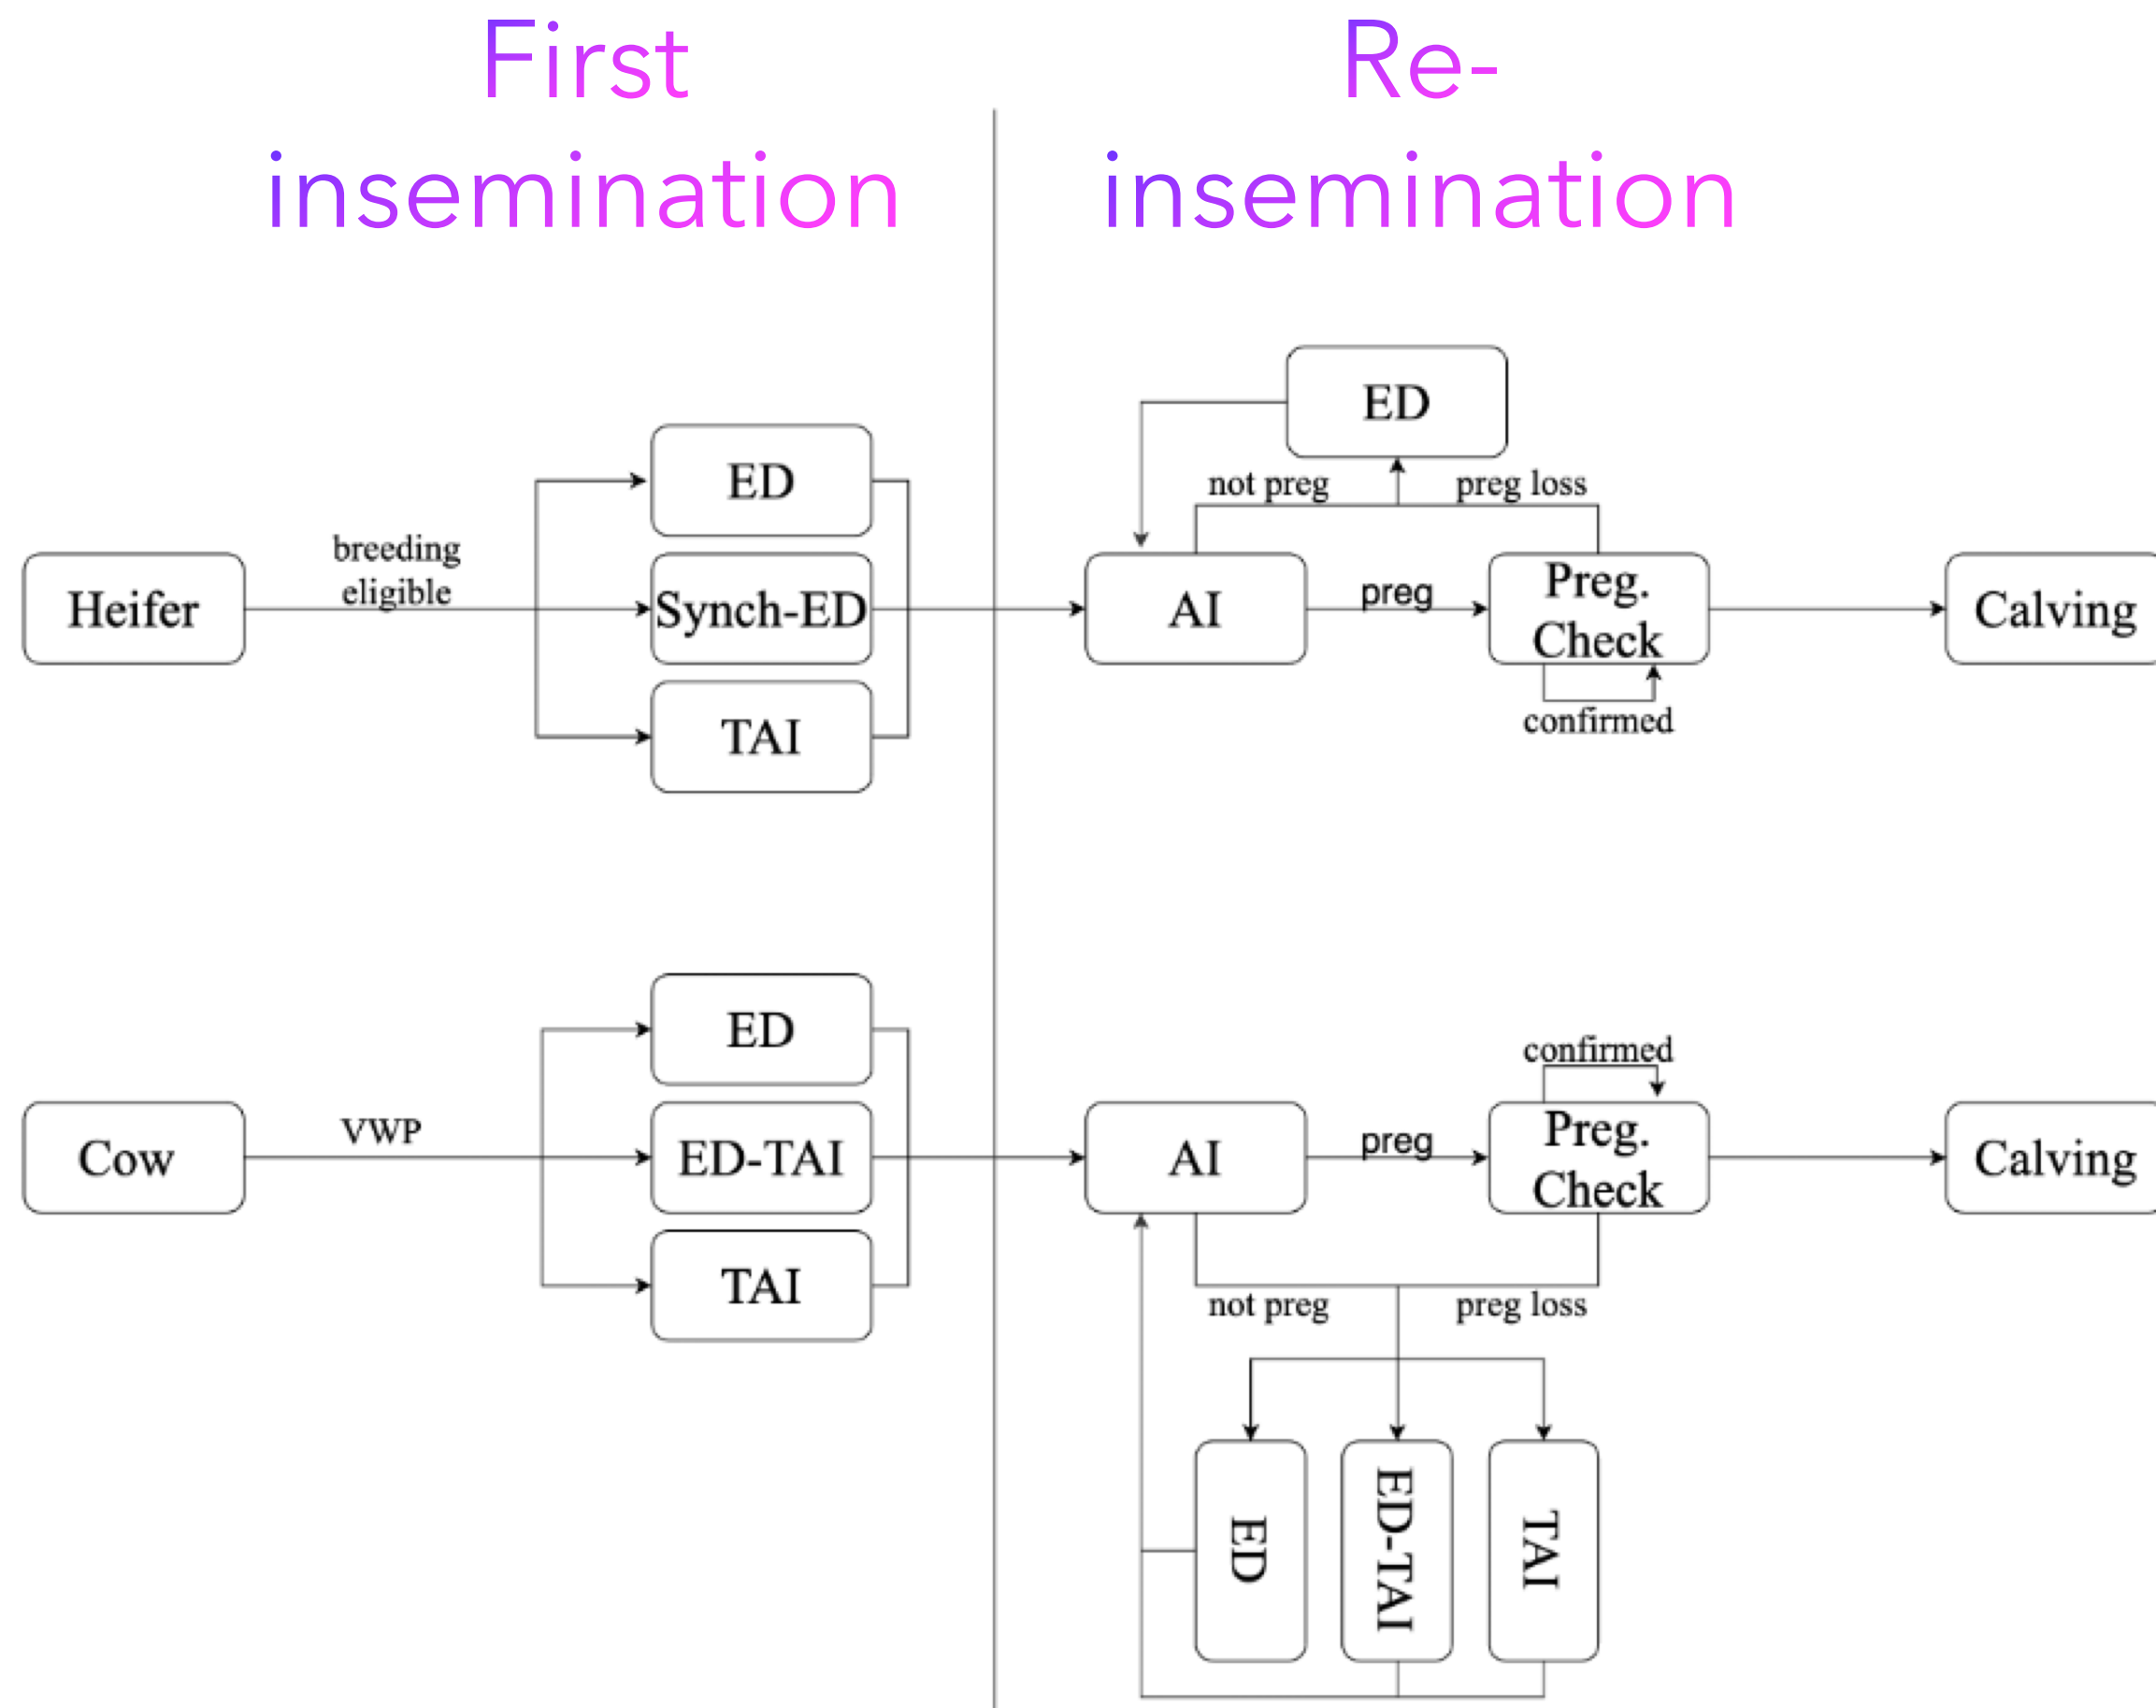 First
insemination
Re-
insemination
ED
not preg
preg loss
ED
breeding
eligible
Heifer
Synch-ED
AI
preg
Preg.
Check
Calving
confirmed
TAI
ED
confirmed
Cow
VWP
ED-TAI
AI
preg
Preg.
Check
Calving
TAI
not preg
preg loss
ED
ED-TAI
TAI